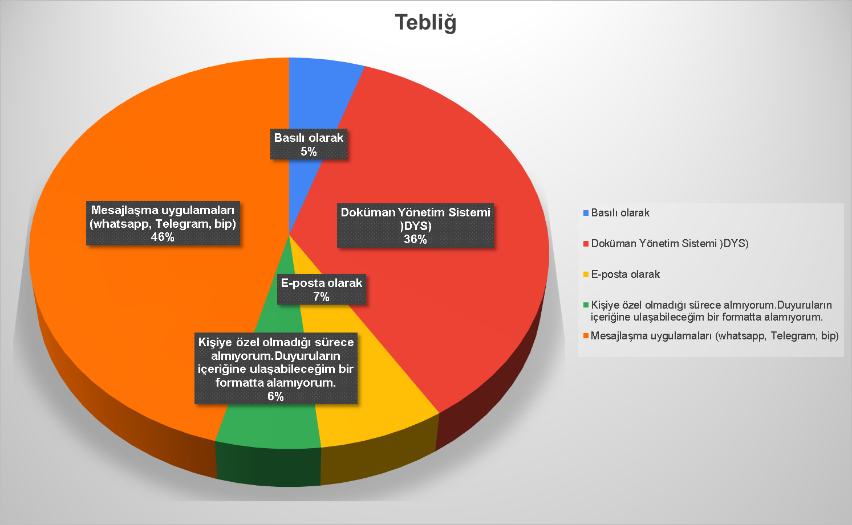 Tebliğ
Basılı olarak
5%
Mesajlaşma uygulamaları
(whatsapp, Telegram, bip)
46%
Doküman Yönetim Sistemi
)DYS)
36%
E-posta olarak
7%
Kişiye özel olmadığı sürece
almıyorum.Duyuruların
içeriğine ulaşabileceğim bir
formatta alamıyorum.
6%
Basılı olarak
Doküman Yönetim Sistemi )DYS)
E-posta olarak
Kişiye özel olmadığı sürece almıyorum.Duyuruların
içeriğine ulaşabileceğim bir formatta alamıyorum.
Mesajlaşma uygulamaları (whatsapp, Telegram, bip)